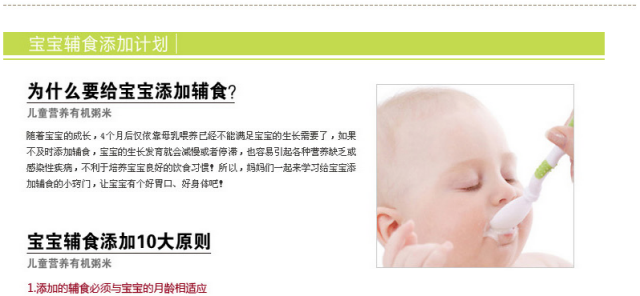 宝宝辅食添加计划
为什么要给宝宝添加辅食?
儿童营养有机粥米
随着宝宝的成长，4个月后仅依靠母乳喂养已经不能满足宝宝的生长需要了，如果
不及时添加辅食，宝宝的生长发育就会减慢或者停滞，也容易引起各种营养缺乏或
感染性疾病，不利于培养宝宝良好的饮食习惯！所以，妈妈们一起来学习给宝宝添
加辅食的小窍门，让宝宝有个好胃口、好身体吧！
宝宝辅食添加10大原则
儿童营养有机粥米
1.添加的辅食必须与宝宝的月龄相适应